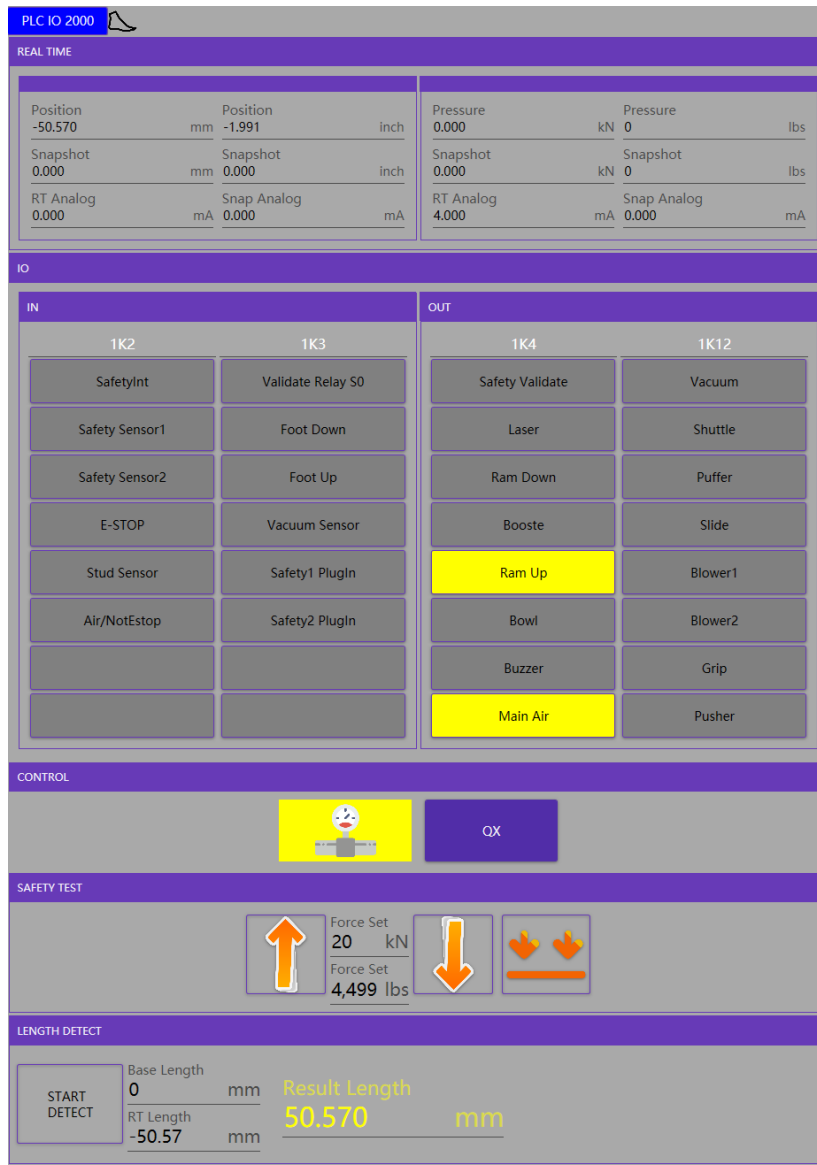 PLC IO 2000
REAL TIME
Position Position Pressure Pressure
-50.570 mm -1.991 inch 0.000 kN 0 lbs
Snapshot Snapshot Snapshot Snapshot
0.000 mm 0.000 inch 0.000 kN 0 lbs
RT Analog Snap Analog RT Analog Snap Analog
0.000 mA 0.000 mA 4.000 mA 0.000 mA
IO
IN OUT
1K2 1K3 1K4 1K12
SafetyInt Validate Relay S0 Safety Validate Vacuum
Safety Sensor1 Foot Down Laser Shuttle
Safety Sensor2 Foot Up Ram Down Puffer
E-STOP Vacuum Sensor Booste Slide
Stud Sensor Safety1 PlugIn Ram Up Blower1
Air/NotEstop Safety2 PlugIn Bowl Blower2
Buzzer Grip
Main Air Pusher
CONTROL
QX
SAFETY TEST
Force Set
20 kN
Force Set
4,499 lbs
LENGTH DETECT
START
DETECT
Base Length
0 mm
RT Length
-50.57 mm
Result Length
50.570 mm